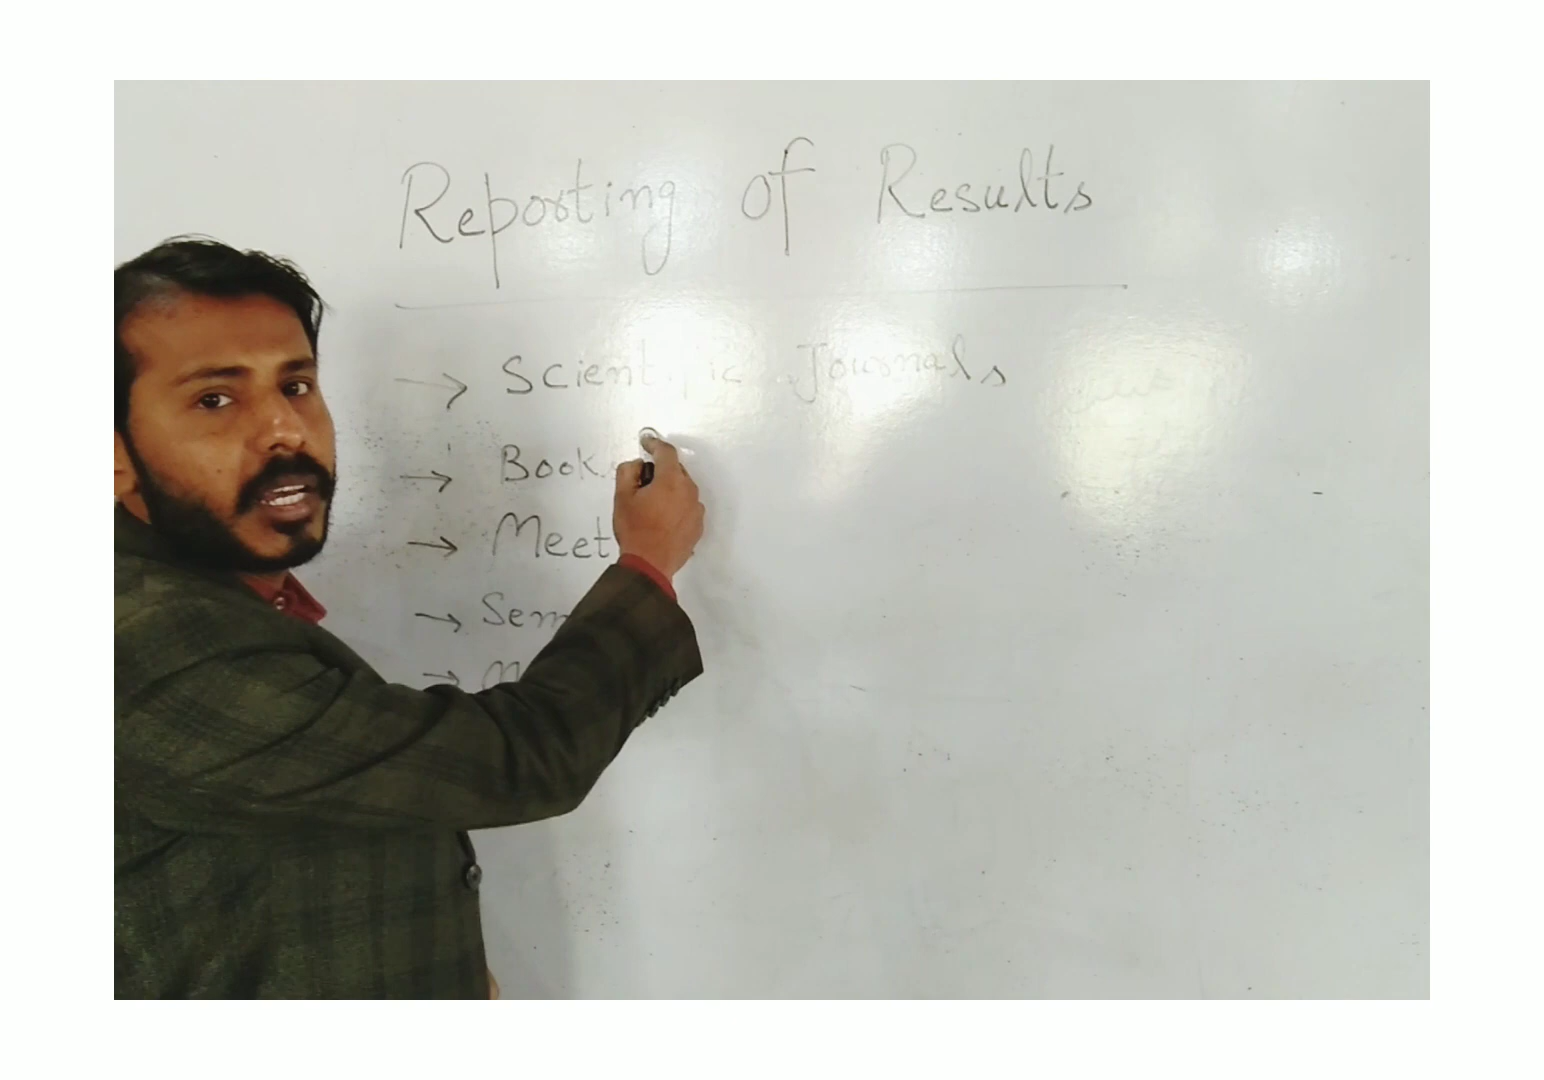 Reporting of Results
→ Scientific Journals
→ Book
→ Meet
→ Sem
→ M